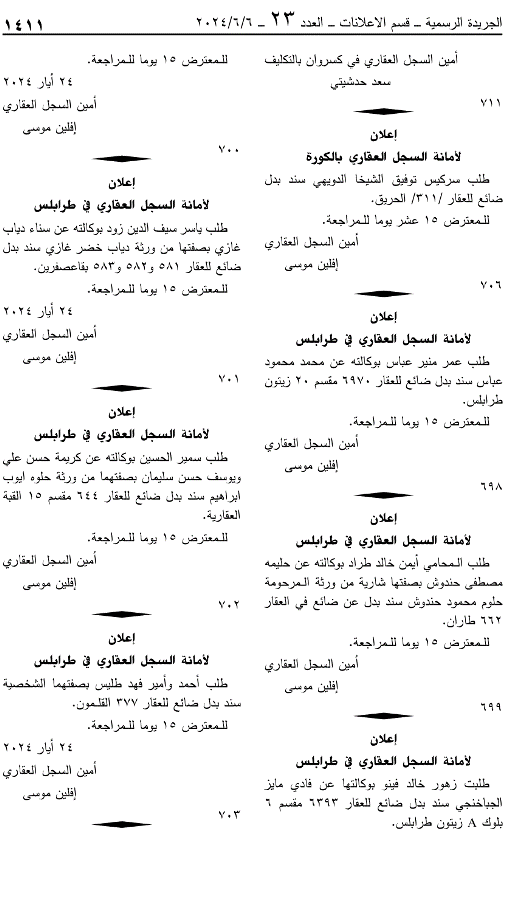 الجريدة الرسمية – قسم الاعلانات – العدد ٢٣ – ٢٠٢٤/٦/٦
١٤١١
أمين السجل العقاري في كسروان بالتكليف
سعد حدشيتي
٧١١
إعلان
لأمانة السجل العقاري بالكورة
طلب سركيس توفيق الشيخا الدويهي سند بدل
ضائع للعقار /٣١١/ الحريق.
للمعترض ١٥ عشر يوما للمراجعة.
أمين السجل العقاري
إفلين موسى
٧٠٦
إعلان
لأمانة السجل العقاري في طرابلس
طلب عمر منير عباس بوكالته عن محمد محمود
عباس سند بدل ضائع للعقار ٦٩٧٠ مقسم ٢٠ زيتون
طرابلس.
للمعترض ١٥ يوما للمراجعة.
أمين السجل العقاري
إفلين موسى
٦٩٨
إعلان
لأمانة السجل العقاري في طرابلس
طلب المحامي أيمن خالد طراد بوكالته عن حليمه
مصطفى حندوش بصفتها شارية من ورثة المرحومة
حلوم محمود حندوش سند بدل عن ضائع في العقار
٦٦٢ طاران.
للمعترض ١٥ يوما للمراجعة.
أمين السجل العقاري
إفلين موسى
٦٩٩
إعلان
لأمانة السجل العقاري في طرابلس
طلبت زهور خالد فينو بوكالتها عن فادي مايز
الجباخنجي سند بدل ضائع للعقار ٦٣٩٣ مقسم ٦
بلوك A زيتون طرابلس.
للمعترض ١٥ يوما للمراجعة.
٢٤ أيار ٢٠٢٤
أمين السجل العقاري
إفلين موسى
٧٠٠
إعلان
لأمانة السجل العقاري في طرابلس
طلب ياسر سيف الدين زود بوكالته عن سناء دياب
غازي بصفتها من ورثة دياب خضر غازي سند بدل
ضائع للعقار ٥٨١ و٥٨٢ و٥٨٣ بقاعصفرين.
للمعترض ١٥ يوما للمراجعة.
٢٤ أيار ٢٠٢٤
أمين السجل العقاري
إفلين موسى
٧٠١
إعلان
لأمانة السجل العقاري في طرابلس
طلب سمير الحسين بوكالته عن كريمة حسن علي
ويوسف حسن سليمان بصفتهما من ورثة حلوه ايوب
ابراهيم سند بدل ضائع للعقار ٦٤٤ مقسم ١٥ القبة
العقارية.
للمعترض ١٥ يوما للمراجعة.
أمين السجل العقاري
إفلين موسى
٧٠٢
إعلان
لأمانة السجل العقاري في طرابلس
طلب أحمد وأمير فهد طليس بصفتهما الشخصية
سند بدل ضائع للعقار ٣٧٧ القلمون.
للمعترض ١٥ يوما للمراجعة.
٢٤ أيار ٢٠٢٤
أمين السجل العقاري
إفلين موسى
٧٠٣